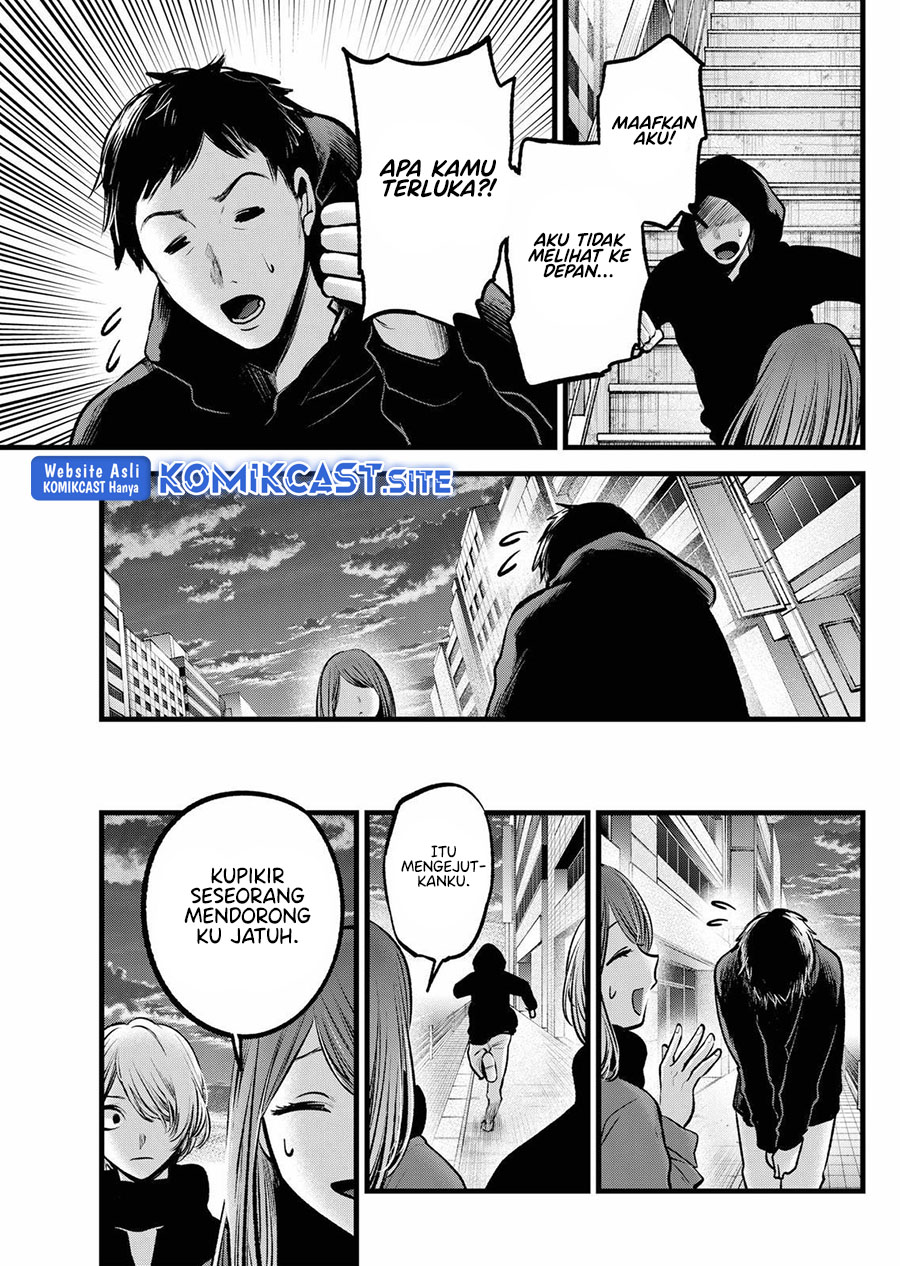 MAAFKAN
AKU!
AKU TIDAK
MELIHAT KE
DEPAN...
APA KAMU
TERLUKA?!
Website Asli
KOMIKCAST Hanya
KOMIKCAST.SITE
ITU
MENGEJUT-
KANKU.
KUPIKIR
SESEORANG
MENDORONG
KU JATUH.